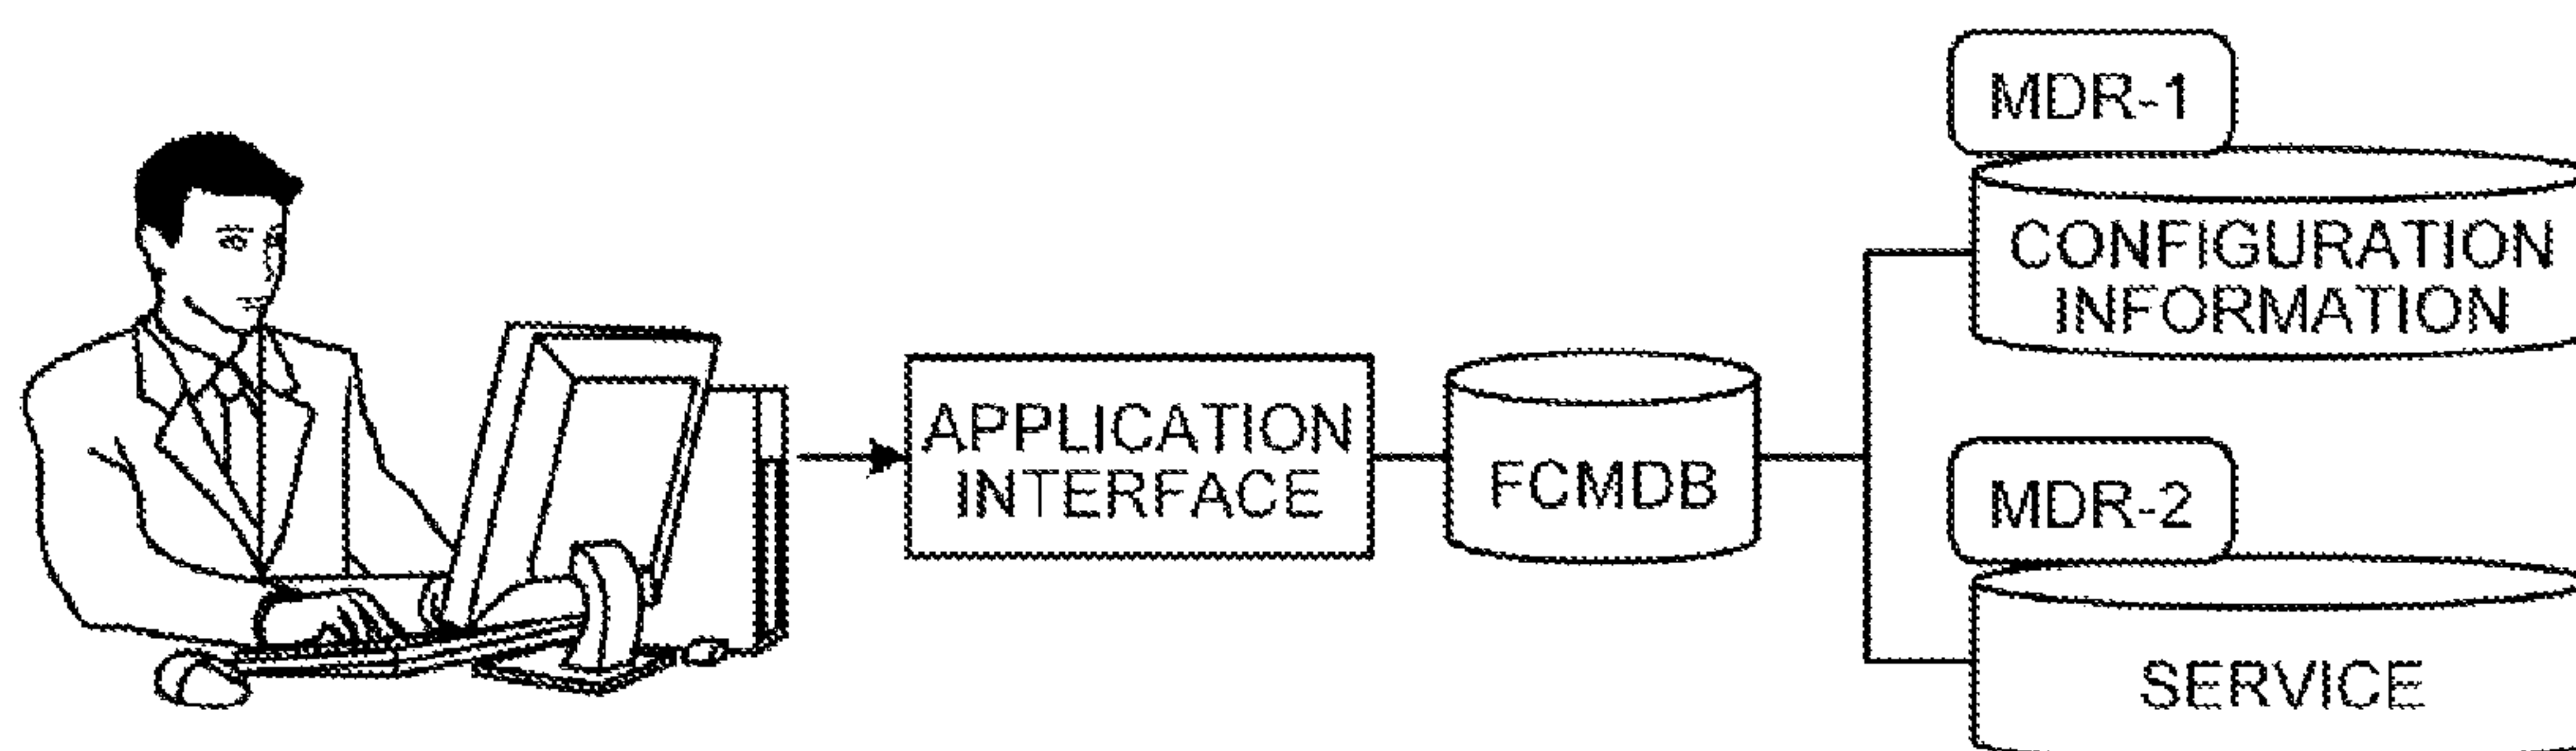 MDR-1
CONFIGURATION
INFORMATION
APPLICATION
INTERFACE
FCMDB
MDR-2
SERVICE